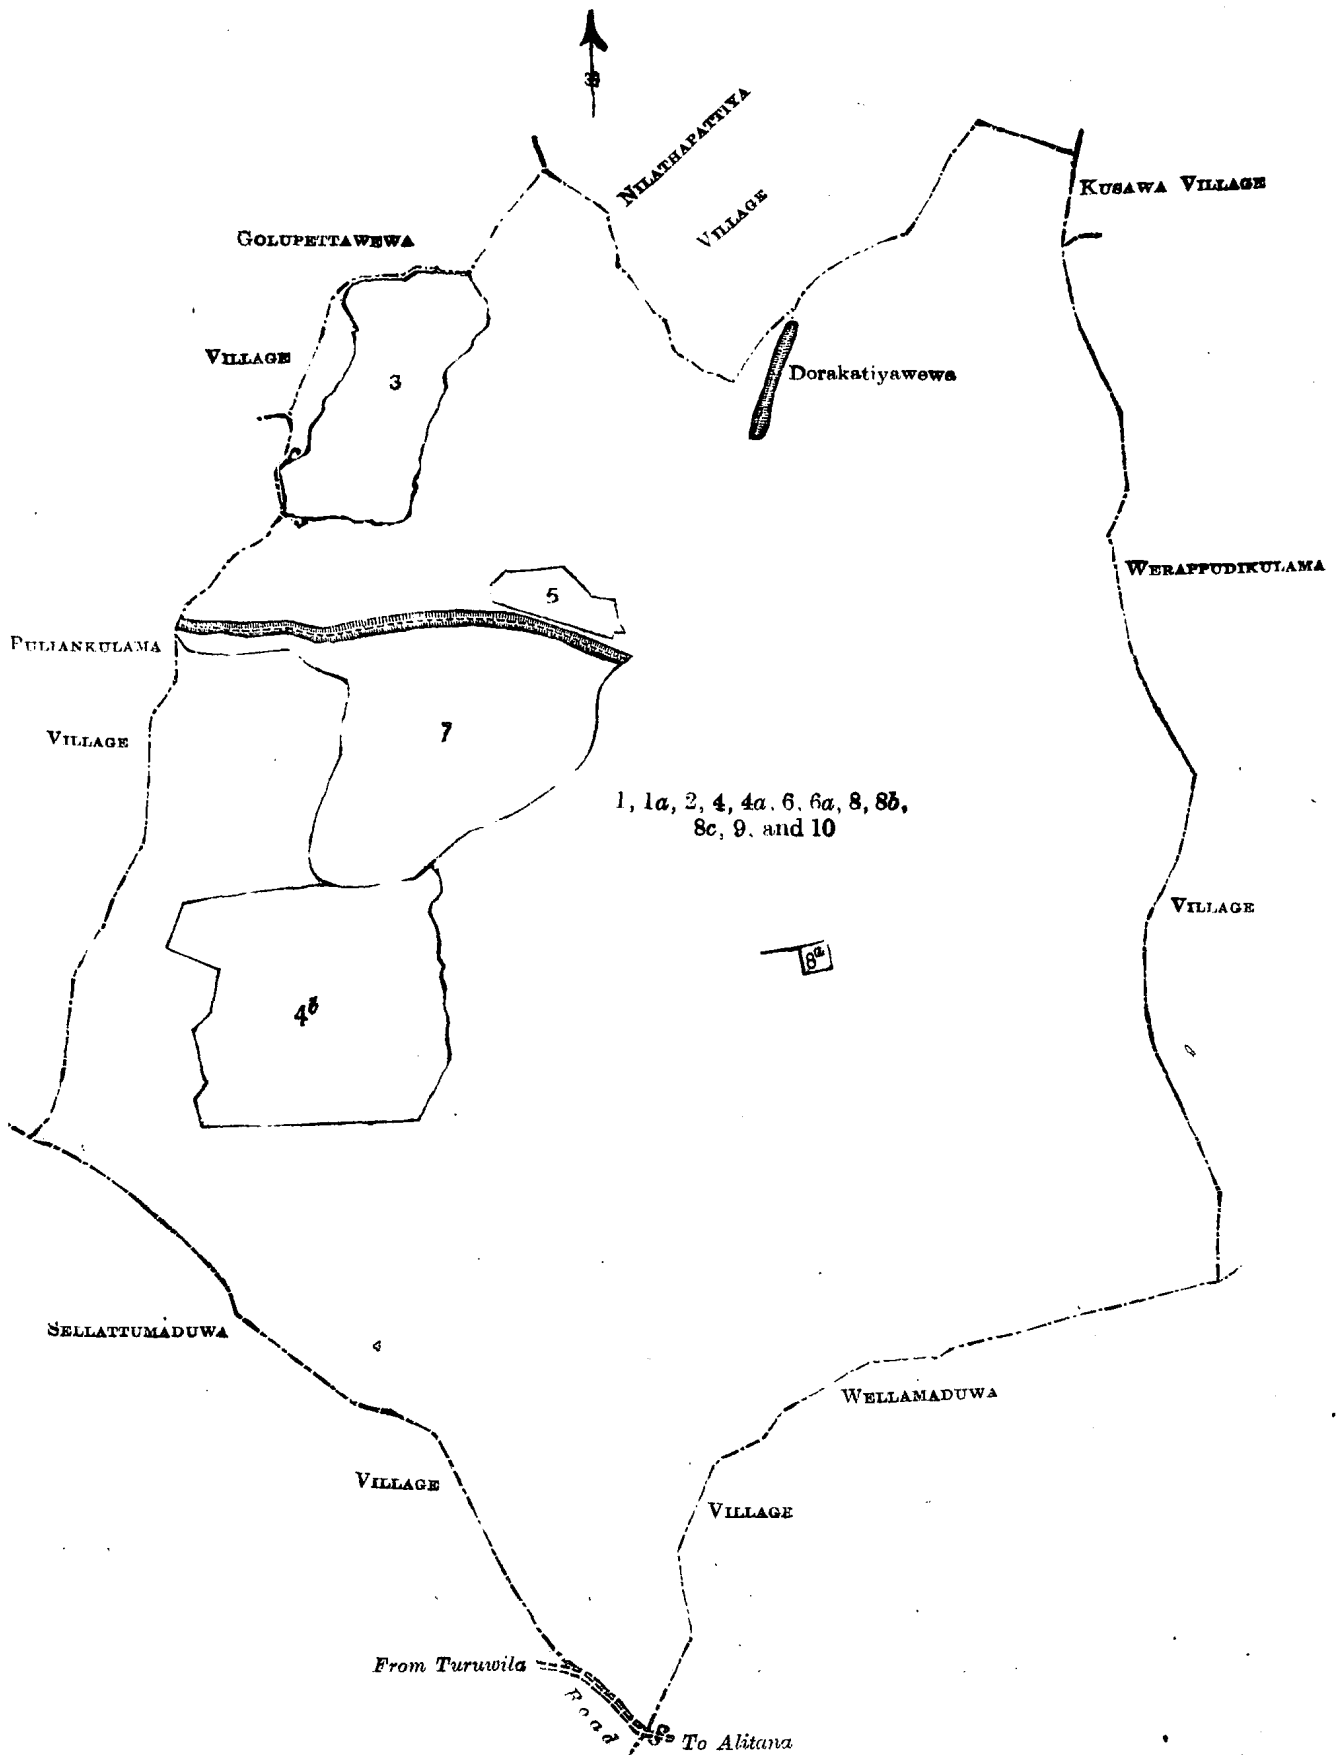 NILATHAPATTIYA
VILLAGE
KUSAWA VILLAGE
GOLUPETTAWEWA
VILLAGE
3
Dorakatiyawewa
WERAPPUDIKULAMA
5
PULIANKULAMA
VILLAGE
7
1, 1a, 2, 4, 4a, 6, 6a, 8, 8b,
8c, 9, and 10
VILLAGE
8a
4b
SELLATTUMADUWA
WELLAMADUWA
VILLAGE
VILLAGE
From Turuwila
Road
To Alitana